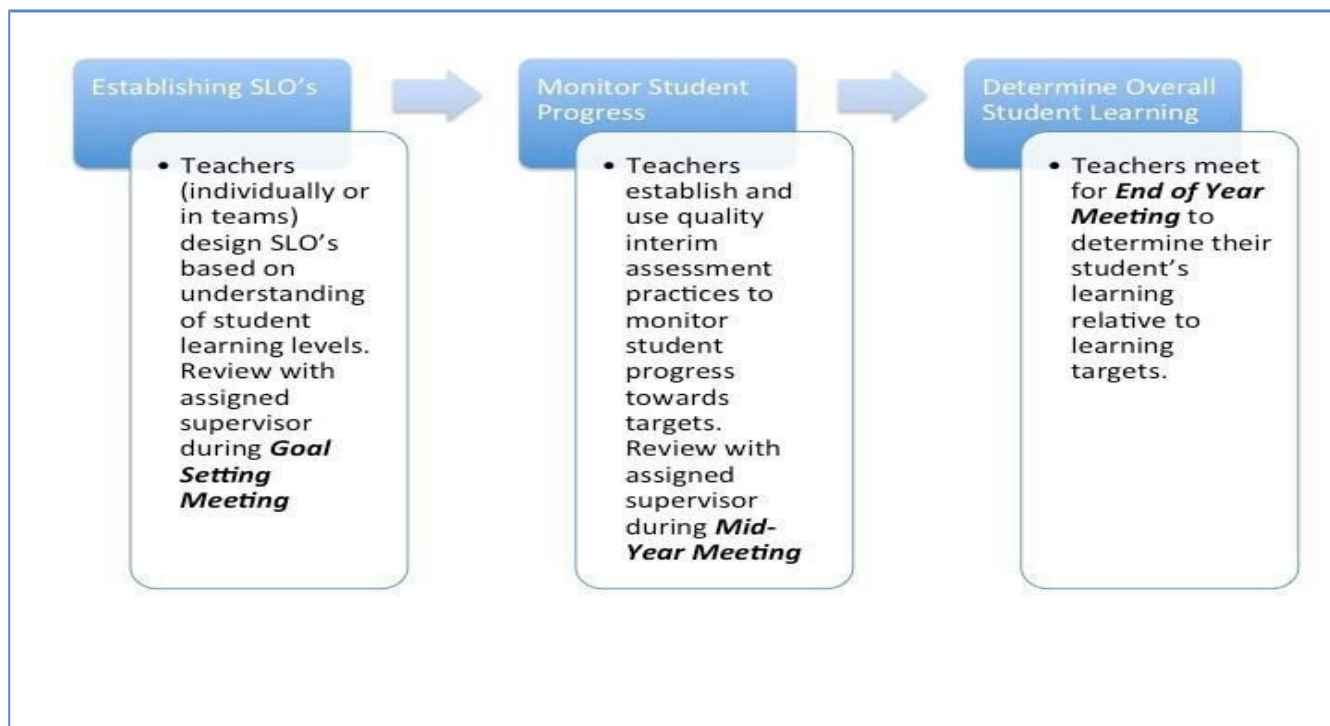 Establishing SLO's
• Teachers
(individually or
in teams)
design SLO's
based on
understanding
of student
learning levels.
Review with
assigned
supervisor
during Goal
Setting
Meeting
Monitor Student
Progress
• Teachers
establish and
use quality
interim
assessment
practices to
monitor
student
progress
towards
targets.
Review with
assigned
supervisor
during Mid-
Year Meeting
Determine Overall
Student Learning
• Teachers meet
for End of Year
Meeting to
determine their
student's
learning
relative to
learning
targets.